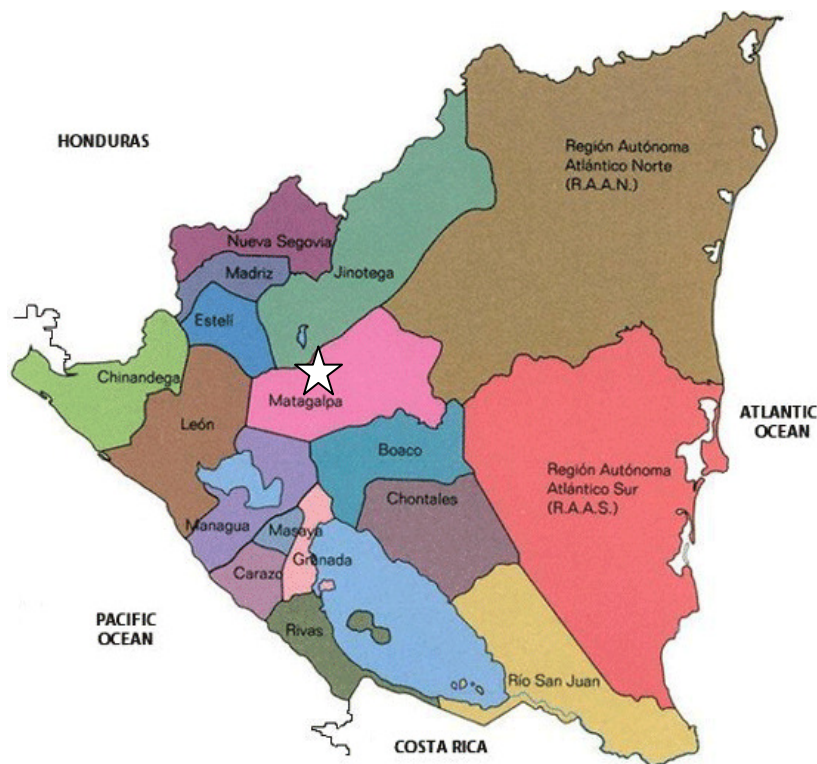 HONDURAS
Región Autónoma
Atlántico Norte
(R.A.A.N.)
Nueva Segovia
Madriz
Jinotega
Estelí
Chinandega
Matagalpa
León
ATLANTIC
OCEAN
Boaco
Región Autónoma
Atlántico Sur
(R.A.A.S.)
Chontales
Managua
Masaya
Grenada
Carazo
PACIFIC
OCEAN
Rivas
Río San Juan
COSTA RICA